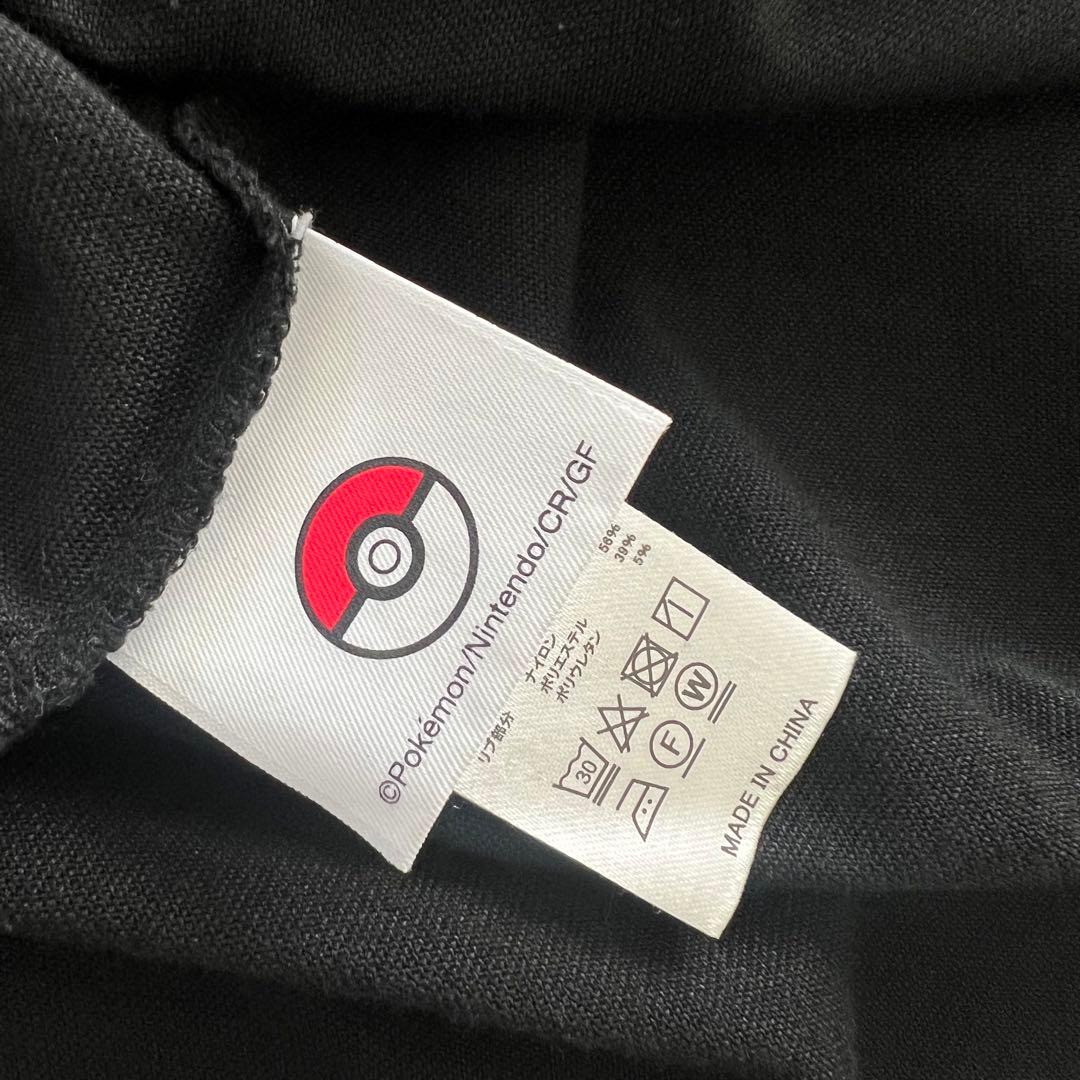 ©Pokémon/Nintendo/CR/GF
リブ部分
ナイロン 56%
ポリエステル 39%
ポリウレタン 5%
30
F
W
MADE IN CHINA